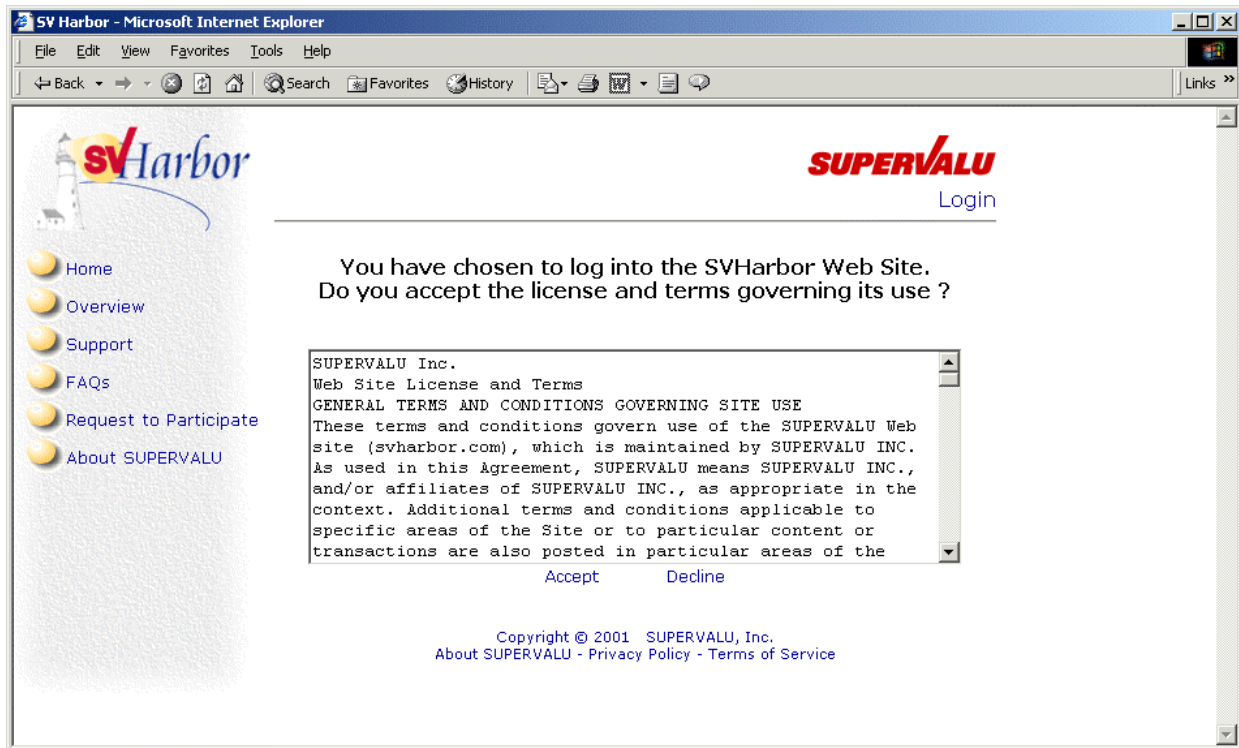 SV Harbor - Microsoft Internet Explorer
File Edit View Favorites Tools Help
Back Search Favorites History Links »
SVHarbor
SUPERVALU
Login
Home
Overview
Support
FAQs
Request to Participate
About SUPERVALU
You have chosen to log into the SVHarbor Web Site.
Do you accept the license and terms governing its use ?
SUPERVALU Inc.
Web Site License and Terms
GENERAL TERMS AND CONDITIONS GOVERNING SITE USE
These terms and conditions govern use of the SUPERVALU Web
site (svharbor.com), which is maintained by SUPERVALU INC.
As used in this Agreement, SUPERVALU means SUPERVALU INC.,
and/or affiliates of SUPERVALU INC., as appropriate in the
context. Additional terms and conditions applicable to
specific areas of the Site or to particular content or
transactions are also posted in particular areas of the
Accept Decline
Copyright © 2001 SUPERVALU, Inc.
About SUPERVALU - Privacy Policy - Terms of Service